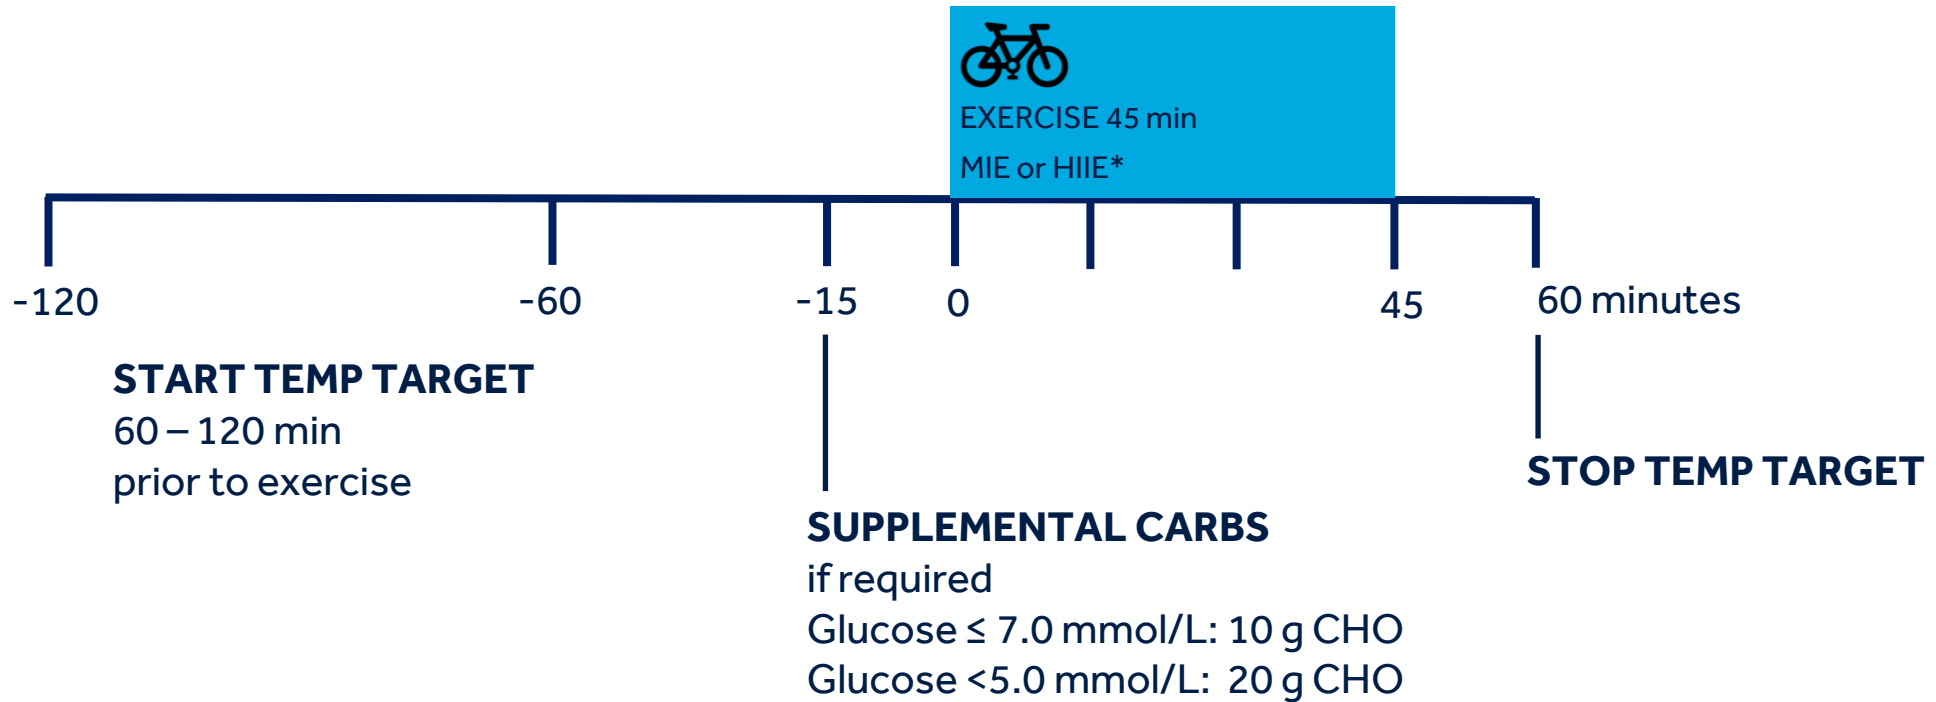 EXERCISE 45 min
MIE or HIIE*
-120
-60
-15
0
45
60 minutes
START TEMP TARGET
60 – 120 min
prior to exercise
STOP TEMP TARGET
SUPPLEMENTAL CARBS
if required
Glucose ≤ 7.0 mmol/L: 10 g CHO
Glucose <5.0 mmol/L: 20 g CHO